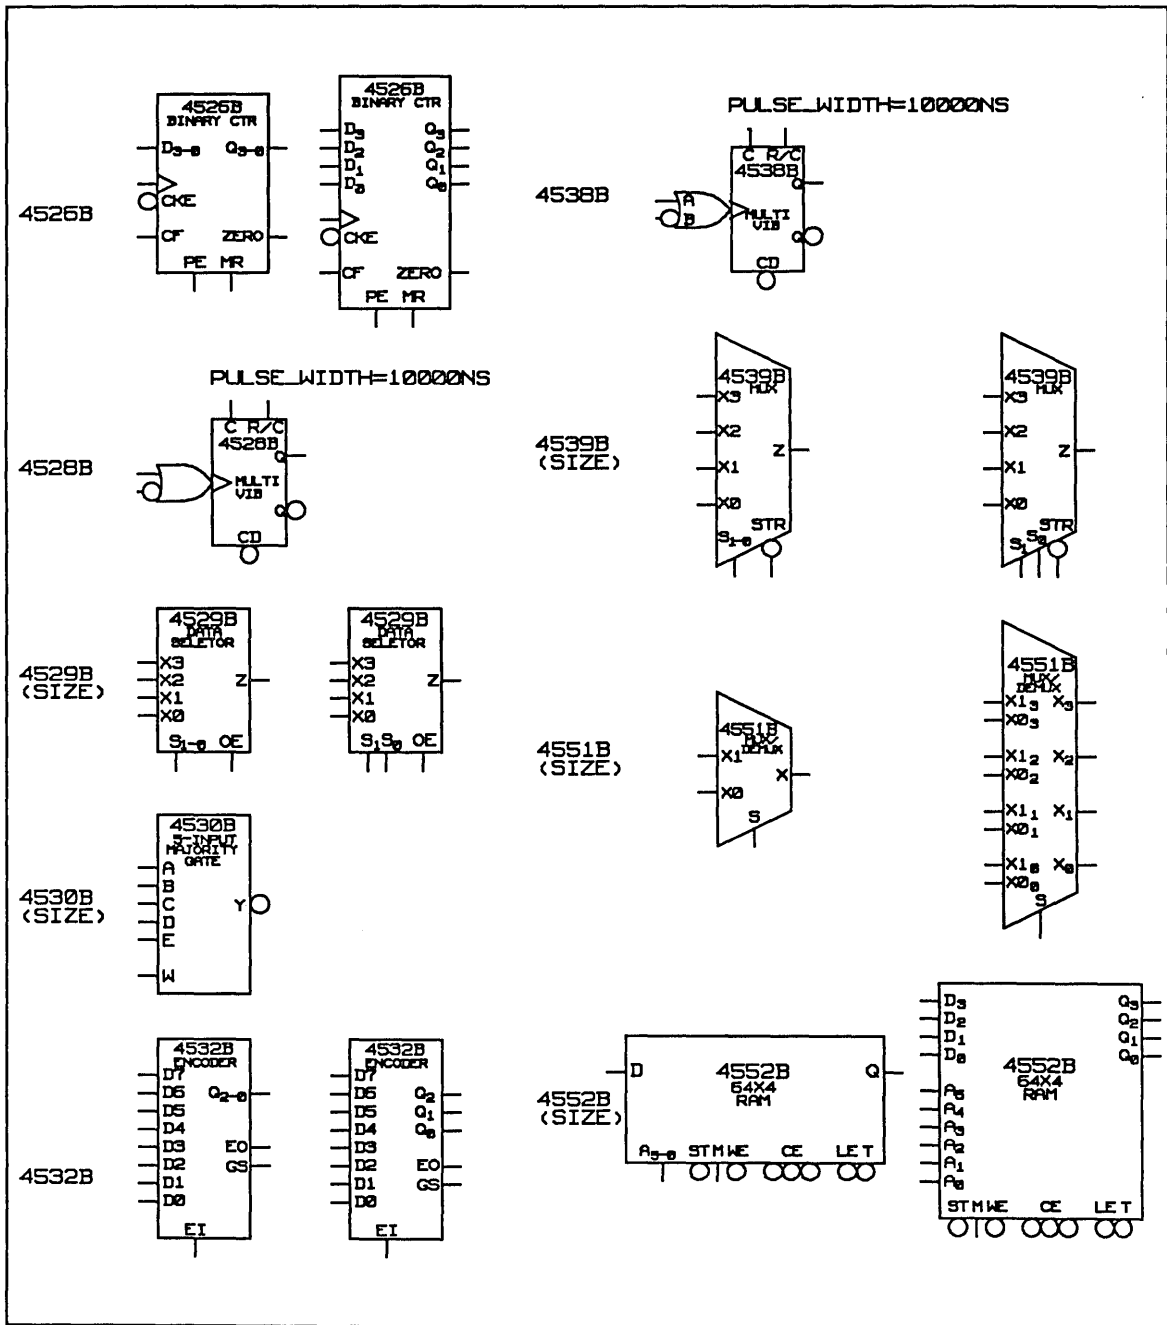 4526B
4526B
BINARY CTR
D3-0 Q3-0
CKE
CF ZERO
PE MR
4526B
BINARY CTR
D3 Q3
D2 Q2
D1 Q1
D0 Q0
CKE
CF ZERO
PE MR
4528B
PULSE_WIDTH=10000NS
C R/C
4528B
Q
MULTI
VIB
Q
CD
4529B
(SIZE)
4529B
DATA
SELETOR
X3
X2 Z
X1
X0
S1-0 OE
4529B
DATA
SELETOR
X3
X2 Z
X1
X0
S1 S0 OE
4530B
(SIZE)
4530B
5-INPUT
MAJORITY
GATE
A
B
C Y
D
E
W
4532B
4532B
ENCODER
D7
D6 Q2-0
D5
D4
D3 EO
D2 GS
D1
D0
EI
4532B
ENCODER
D7
D6 Q2
D5 Q1
D4 Q0
D3
D2 EO
D1 GS
D0
EI
4538B
PULSE_WIDTH=10000NS
C R/C
4538B
A Q
B MULTI
VIB
Q
CD
4539B
(SIZE)
4539B
MUX
X3
X2
Z
X1
X0
STR
S1-0
4539B
MUX
X3
X2
Z
X1
X0
STR
S1 S0
4551B
(SIZE)
4551B
MUX/
DEMUX
X1
X
X0
S
4551B
MUX/
DEMUX
X13 X3
X03
X12 X2
X02
X11 X1
X01
X10 X0
X00
S
4552B
(SIZE)
D 4552B Q
64X4
RAM
A5-0 ST M WE CE LE T
D3 Q3
D2 Q2
D1 Q1
D0 Q0
4552B
64X4
RAM
A5
A4
A3
A2
A1
A0
ST M WE CE LE T